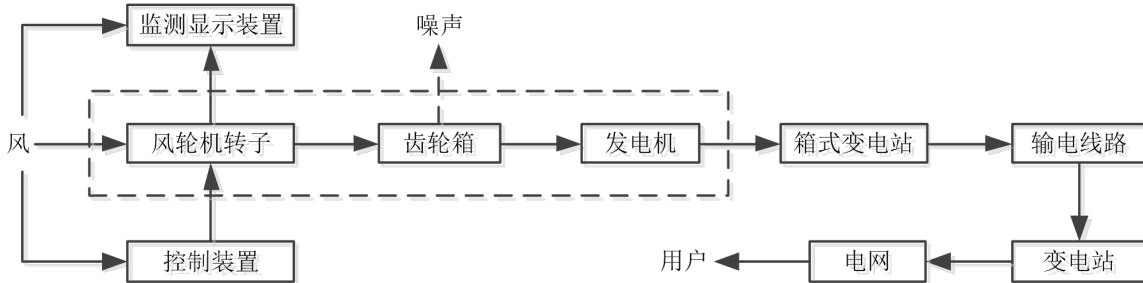 监测显示装置
噪声
风
风轮机转子
齿轮箱
发电机
箱式变电站
输电线路
控制装置
用户
电网
变电站